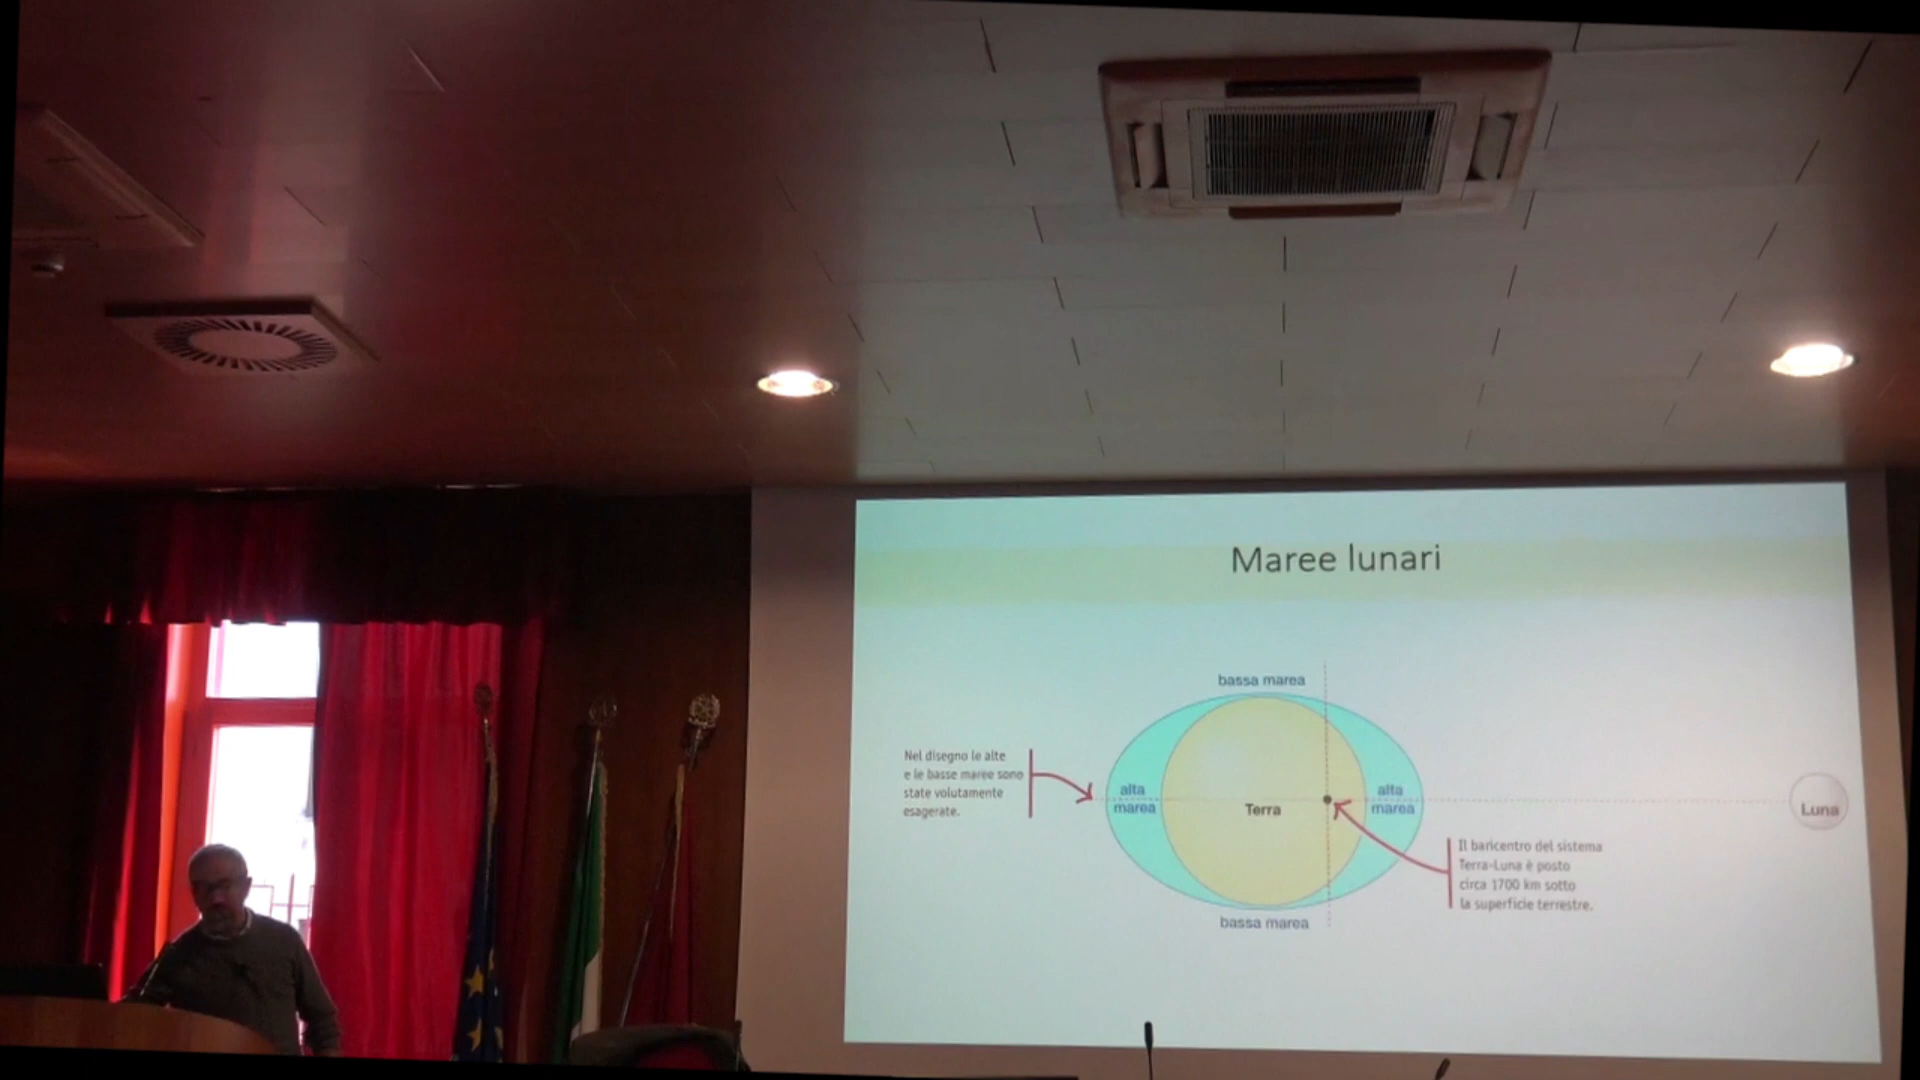 Maree lunari
bassa marea
Nel disegno le alte
e le basse maree sono
state volutamente
esagerate.
alta
marea
Terra
alta
marea
Luna
Il baricentro del sistema
Terra-Luna è posto
circa 1700 km sotto
la superficie terrestre.
bassa marea